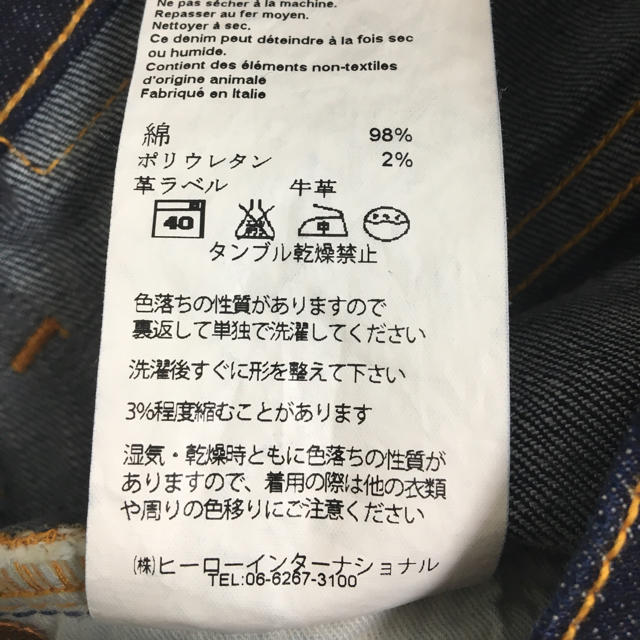 Ne pas sécher à la machine.
Repasser au fer moyen.
Nettoyer à sec.
Ce denim peut déteindre à la fois sec
ou humide.
Contient des éléments non-textiles
d'origine animale
Fabriqué en Italie
綿 98%
ポリウレタン 2%
革ラベル 牛革
40 中 ドライ
タンブル乾燥禁止
色落ちの性質がありますので
裏返して単独で洗濯してください
洗濯後すぐに形を整えて下さい
3%程度縮むことがあります
湿気・乾燥時ともに色落ちの性質が
ありますので、着用の際は他の衣類
や周りの色移りにご注意ください
(株)ヒーローインターナショナル
TEL:06-6267-3100